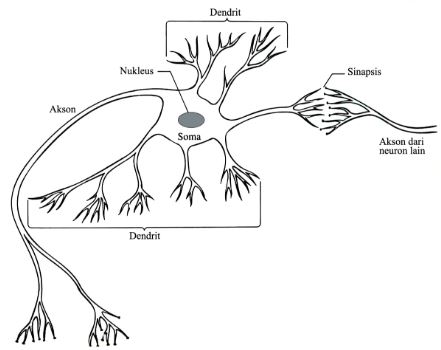 Dendrit
Nukleus
Sinapsis
Akson
Soma
Akson dari
neuron lain
Dendrit